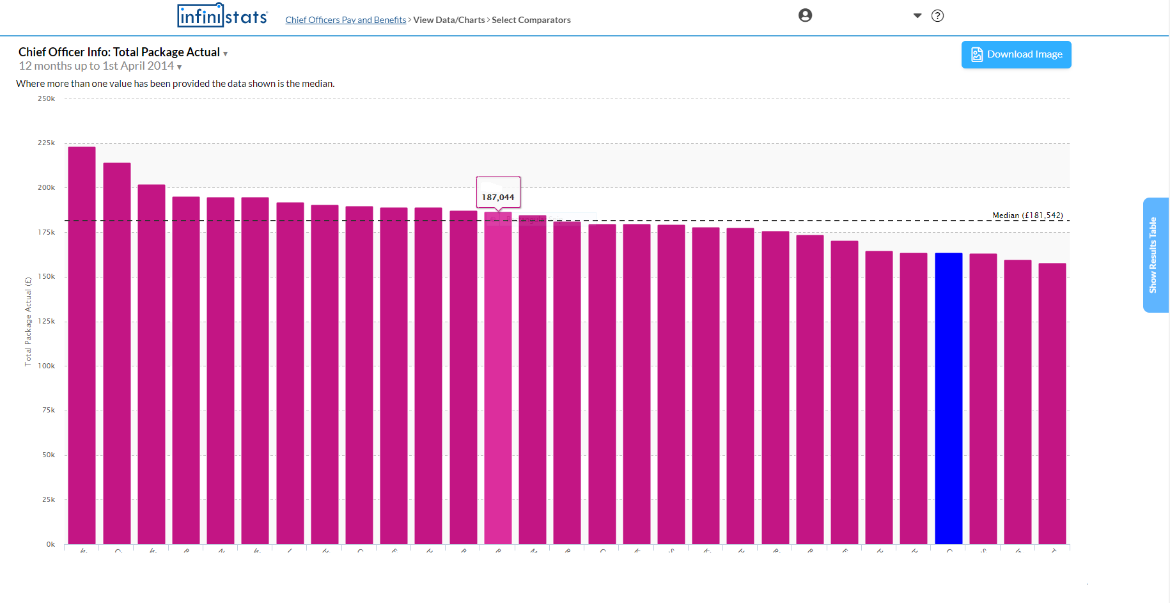 infinistats
Chief Officers Pay and Benefits > View Data/Charts > Select Comparators
Chief Officer Info: Total Package Actual
12 months up to 1st April 2014
Download Image
Where more than one value has been provided the data shown is the median.
250k
225k
200k
175k
150k
125k
100k
75k
50k
25k
0k
Total Package Actual (£)
187,044
Median (£181,542)
Show Results Table